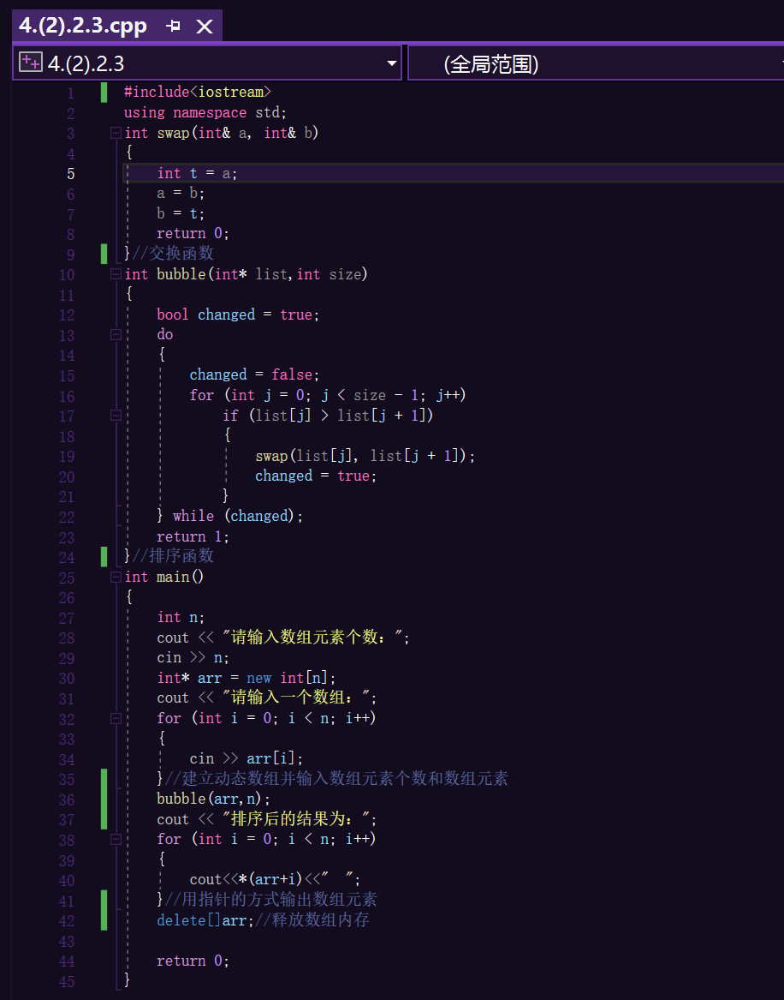 4.(2).2.3.cpp
4.(2).2.3
(全局范围)
1 #include<iostream>
2 using namespace std;
3 int swap(int& a, int& b)
4 {
5 int t = a;
6 a = b;
7 b = t;
8 return 0;
9 }//交换函数
10 int bubble(int* list,int size)
11 {
12 bool changed = true;
13 do
14 {
15 changed = false;
16 for (int j = 0; j < size - 1; j++)
17 if (list[j] > list[j + 1])
18 {
19 swap(list[j], list[j + 1]);
20 changed = true;
21 }
22 } while (changed);
23 return 1;
24 }//排序函数
25 int main()
26 {
27 int n;
28 cout << "请输入数组元素个数：";
29 cin >> n;
30 int* arr = new int[n];
31 cout << "请输入一个数组：";
32 for (int i = 0; i < n; i++)
33 {
34 cin >> arr[i];
35 }//建立动态数组并输入数组元素个数和数组元素
36 bubble(arr,n);
37 cout << "排序后的结果为：";
38 for (int i = 0; i < n; i++)
39 {
40 cout<<*(arr+i)<<"  ";
41 }//用指针的方式输出数组元素
42 delete[]arr;//释放数组内存
43
44 return 0;
45 }